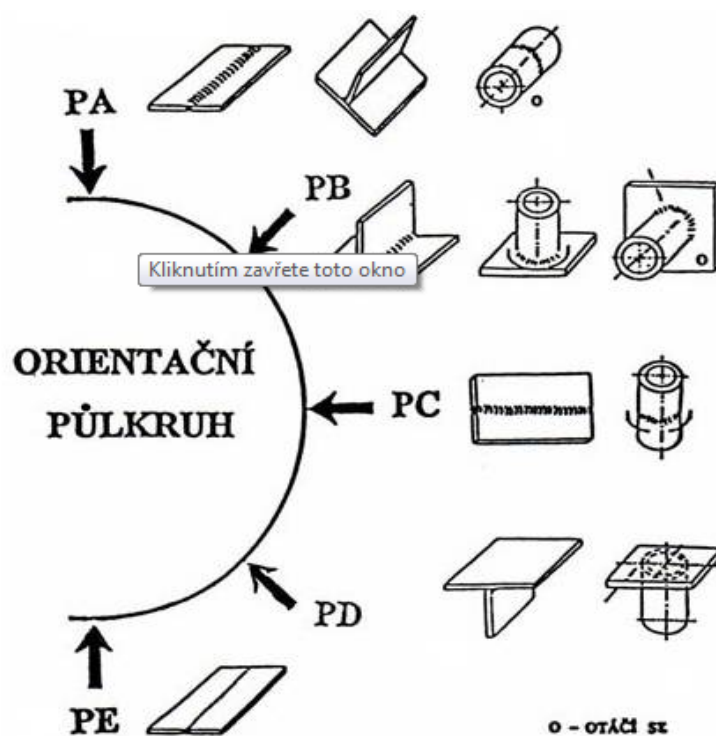 PA
PB
Kliknutím zavřete toto okno
ORIENTAČNÍ
PŮLKRUH
PC
PD
PE
O - OTÁČÍ SE